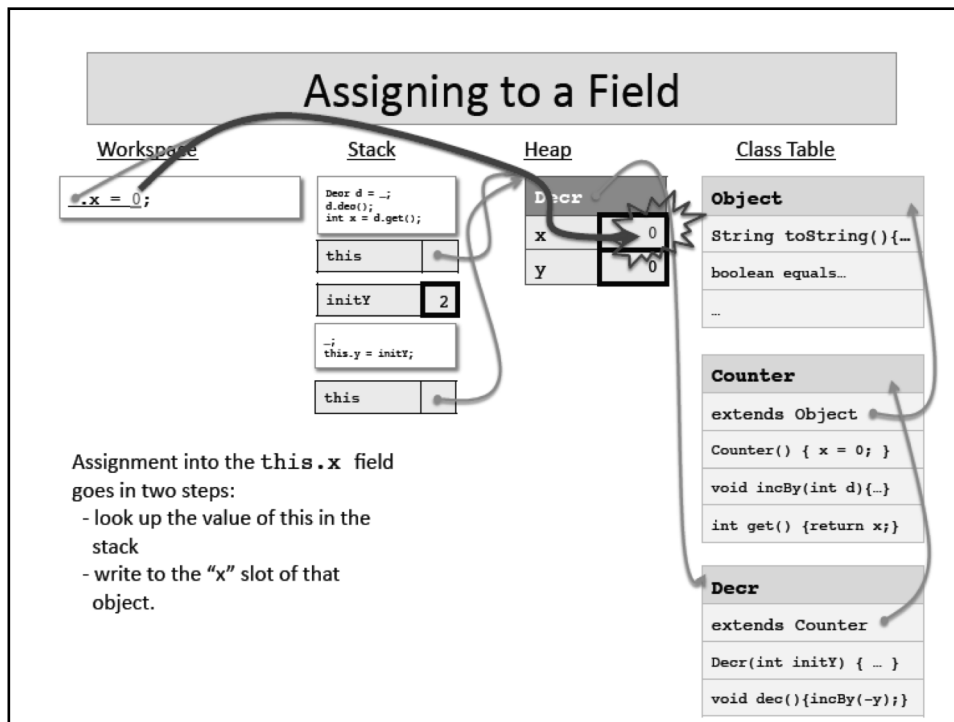 Assigning to a Field
Workspace
_.x = 0;
Stack
Decr d = _;
d.dec();
int x = d.get();
this
initY 2
_;
this.y = initY;
this
Heap
Decr
x 0
y 0
Class Table
Object
String toString(){…
boolean equals…
…
Counter
extends Object
Counter() { x = 0; }
void incBy(int d){…}
int get() {return x;}
Decr
extends Counter
Decr(int initY) { … }
void dec(){incBy(-y);}
Assignment into the this.x field
goes in two steps:
- look up the value of this in the
stack
- write to the “x” slot of that
object.